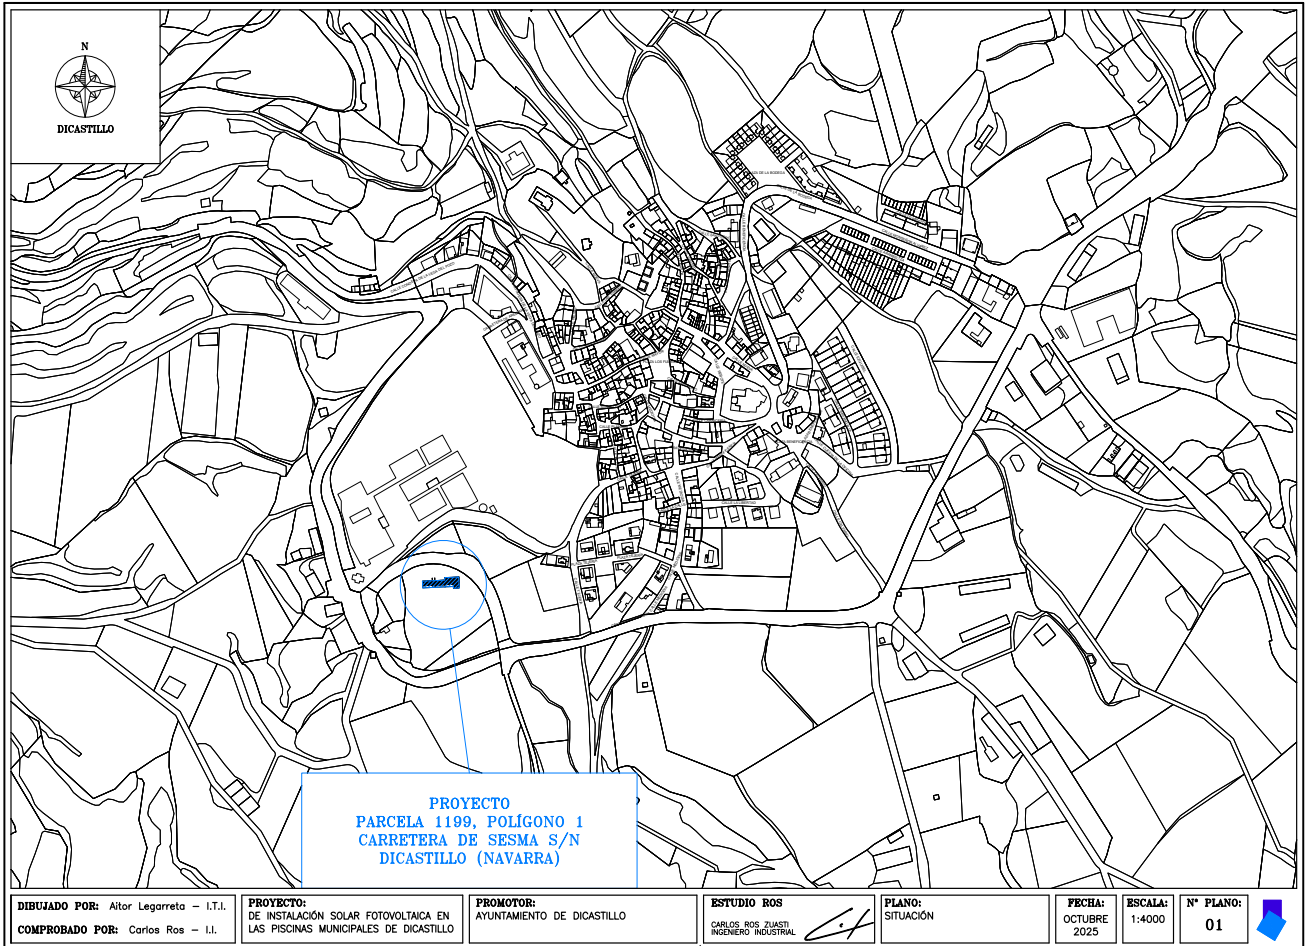 N
DICASTILLO
PROYECTO
PARCELA 1199, POLÍGONO 1
CARRETERA DE SESMA S/N
DICASTILLO (NAVARRA)
DIBUJADO POR: Aitor Legarreta – I.T.I.
COMPROBADO POR: Carlos Ros – I.I.
PROYECTO:
DE INSTALACIÓN SOLAR FOTOVOLTAICA EN
LAS PISCINAS MUNICIPALES DE DICASTILLO
PROMOTOR:
AYUNTAMIENTO DE DICASTILLO
ESTUDIO ROS
CARLOS ROS ZUASTI
INGENIERO INDUSTRIAL
PLANO:
SITUACIÓN
FECHA:
OCTUBRE
2025
ESCALA:
1:4000
Nº PLANO:
01